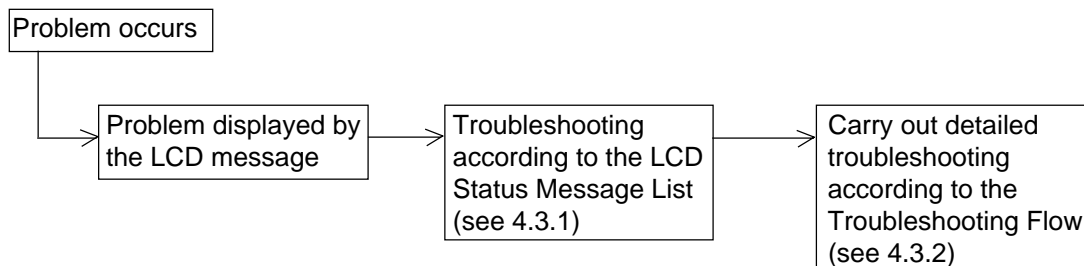 Problem occurs
Problem displayed by
the LCD message
Troubleshooting
according to the LCD
Status Message List
(see 4.3.1)
Carry out detailed
troubleshooting
according to the
Troubleshooting Flow
(see 4.3.2)